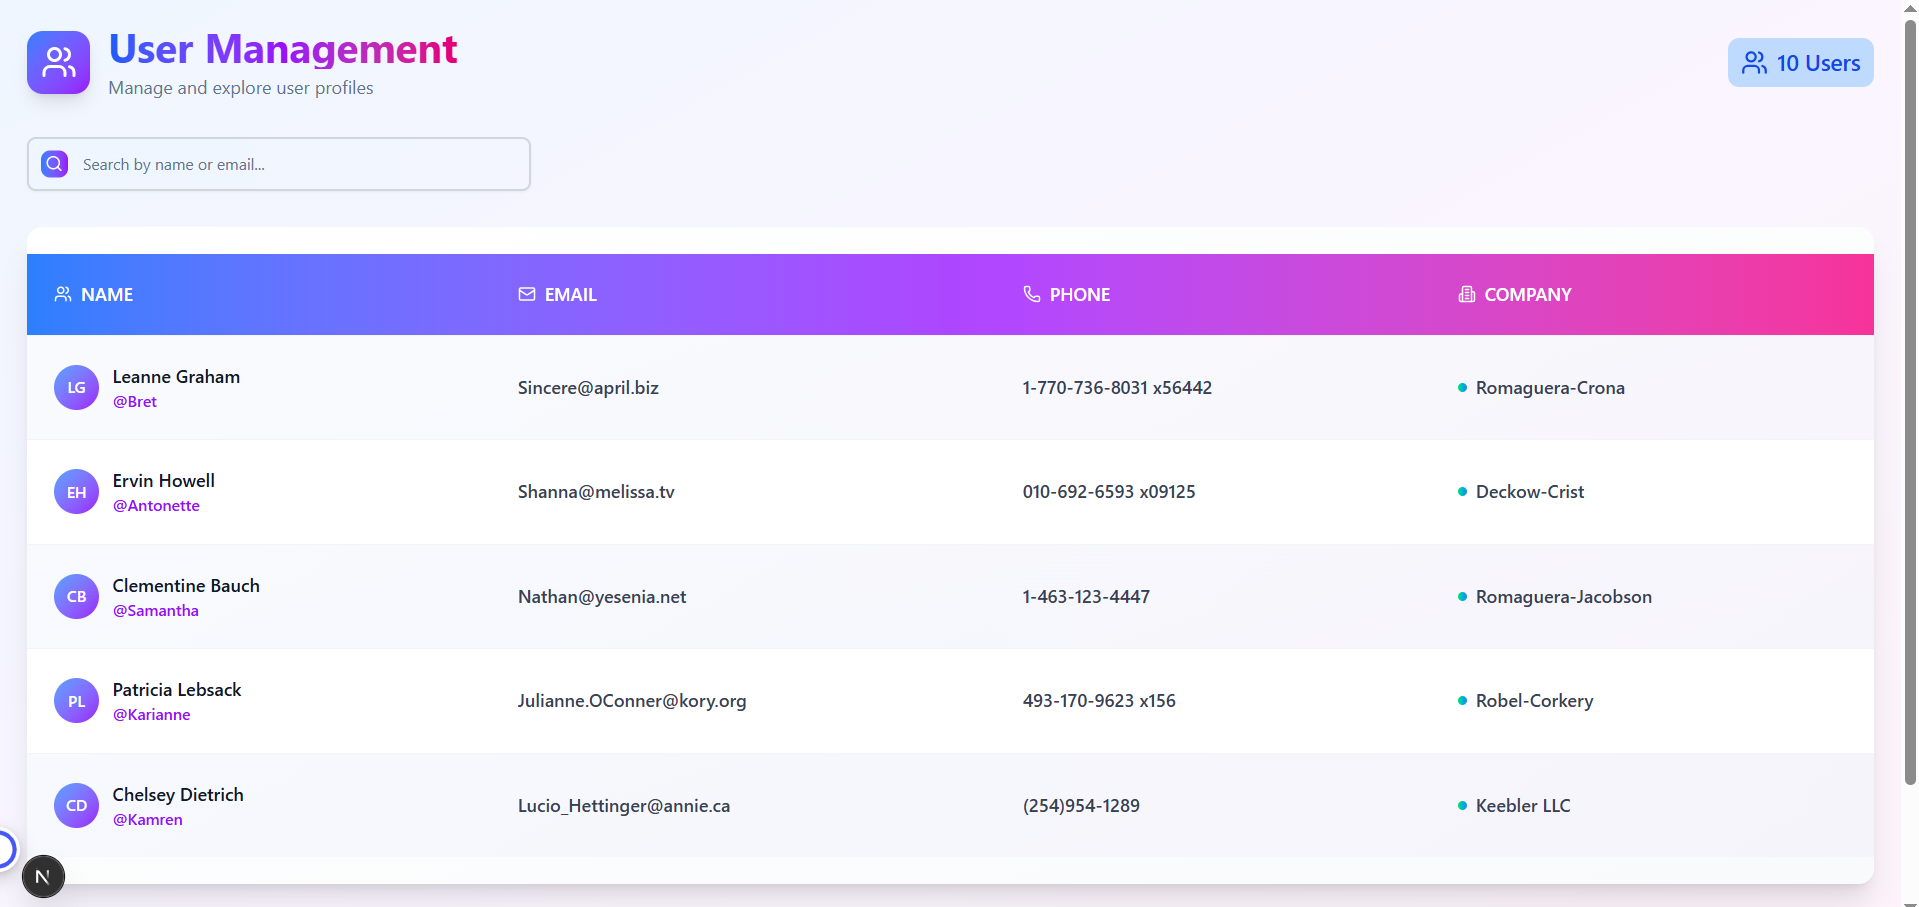 User Management
Manage and explore user profiles
10 Users
Search by name or email...
NAME EMAIL PHONE COMPANY
LG Leanne Graham
@Bret
Sincere@april.biz 1-770-736-8031 x56442 Romaguera-Crona
EH Ervin Howell
@Antonette
Shanna@melissa.tv 010-692-6593 x09125 Deckow-Crist
CB Clementine Bauch
@Samantha
Nathan@yesenia.net 1-463-123-4447 Romaguera-Jacobson
PL Patricia Lebsack
@Karianne
Julianne.OConner@kory.org 493-170-9623 x156 Robel-Corkery
CD Chelsey Dietrich
@Kamren
Lucio_Hettinger@annie.ca (254)954-1289 Keebler LLC
N